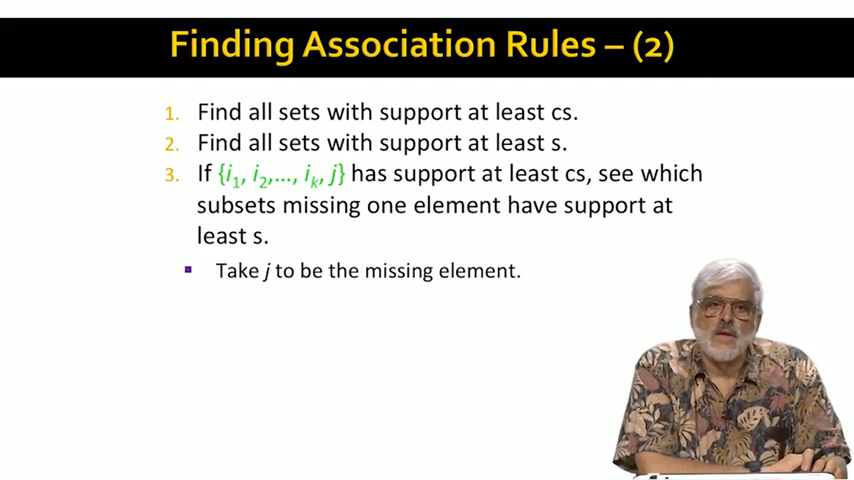 Finding Association Rules – (2)
1. Find all sets with support at least cs.
2. Find all sets with support at least s.
3. If {i1, i2,…, ik, j} has support at least cs, see which
subsets missing one element have support at
least s.
▪ Take j to be the missing element.